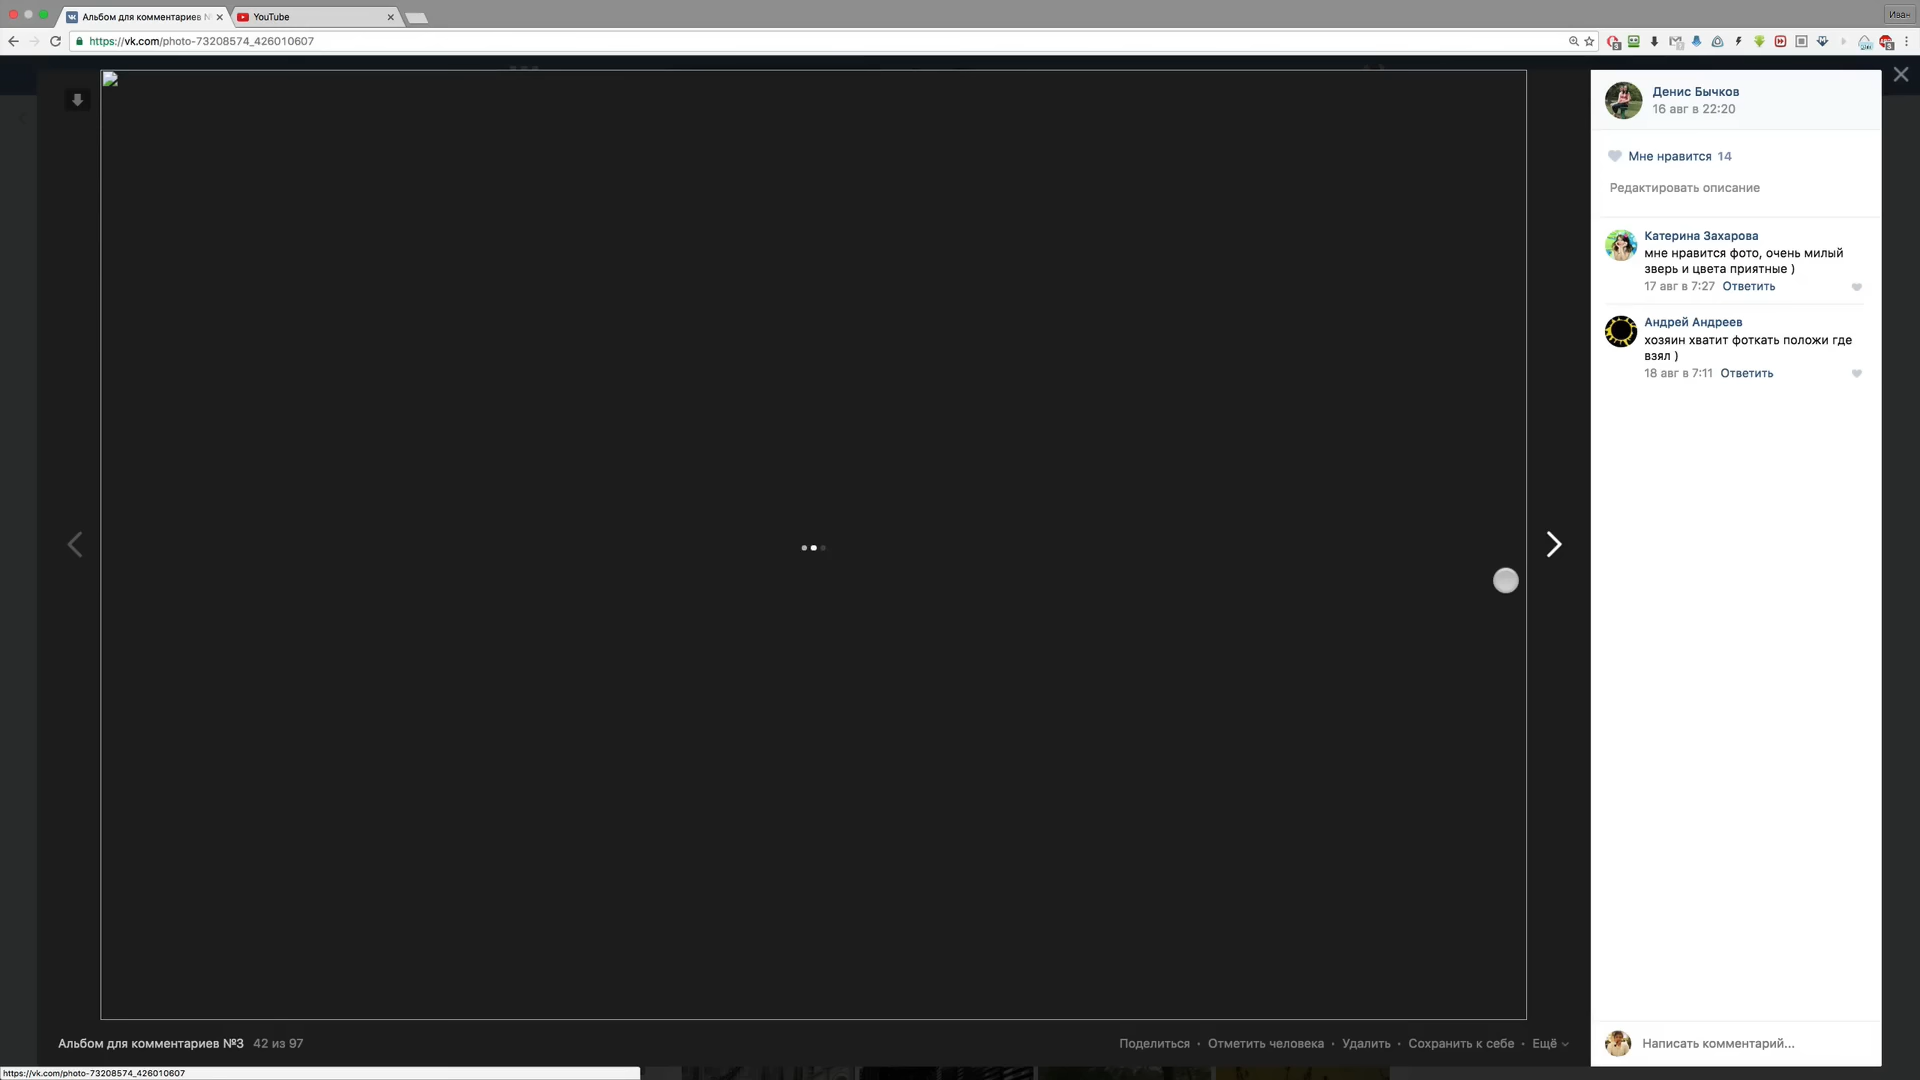 Альбом для комментариев №
YouTube
Иван
https://vk.com/photo-73208574_426010607
Денис Бычков
16 авг в 22:20
Мне нравится 14
Редактировать описание
Катерина Захарова
мне нравится фото, очень милый
зверь и цвета приятные )
17 авг в 7:27 Ответить
Андрей Андреев
хозяин хватит фоткать положи где
взял )
18 авг в 7:11 Ответить
Альбом для комментариев №3 42 из 97
Поделиться · Отметить человека · Удалить · Сохранить к себе · Ещё
Написать комментарий...
https://vk.com/photo-73208574_426010607